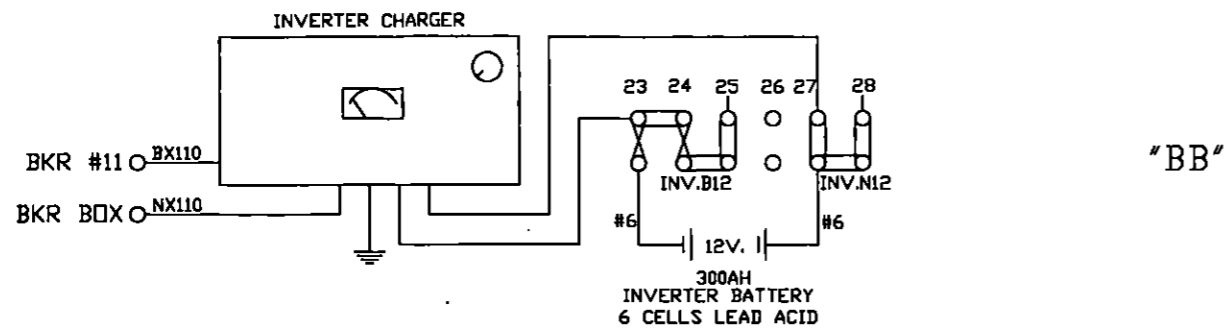 INVERTER CHARGER
23 24 25 26 27 28
BKR #11 BX110
INV.B12 INV.N12
"BB"
BKR BOX NX110
#6 #6
12V.
300AH
INVERTER BATTERY
6 CELLS LEAD ACID